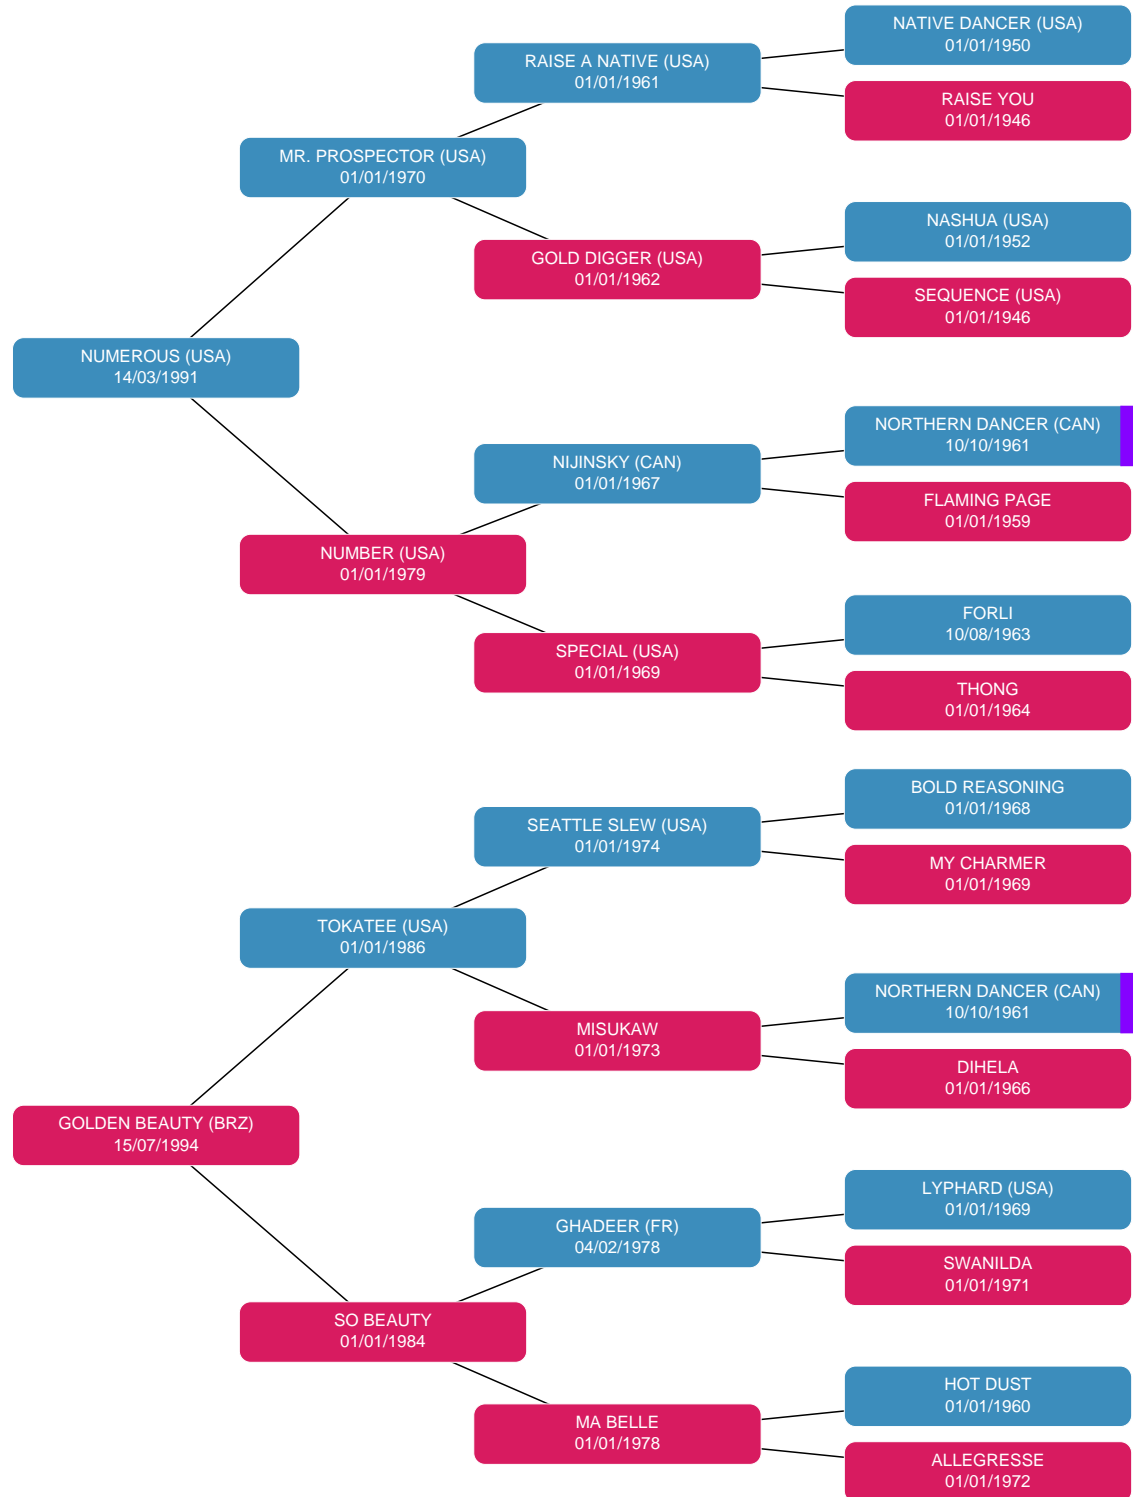 NATIVE DANCER (USA)
01/01/1950
RAISE A NATIVE (USA)
01/01/1961
RAISE YOU
01/01/1946
MR. PROSPECTOR (USA)
01/01/1970
NASHUA (USA)
01/01/1952
GOLD DIGGER (USA)
01/01/1962
SEQUENCE (USA)
01/01/1946
NUMEROUS (USA)
14/03/1991
NORTHERN DANCER (CAN)
10/10/1961
NIJINSKY (CAN)
01/01/1967
FLAMING PAGE
01/01/1959
NUMBER (USA)
01/01/1979
FORLI
10/08/1963
SPECIAL (USA)
01/01/1969
THONG
01/01/1964
BOLD REASONING
01/01/1968
SEATTLE SLEW (USA)
01/01/1974
MY CHARMER
01/01/1969
TOKATEE (USA)
01/01/1986
NORTHERN DANCER (CAN)
10/10/1961
MISUKAW
01/01/1973
DIHELA
01/01/1966
GOLDEN BEAUTY (BRZ)
15/07/1994
LYPHARD (USA)
01/01/1969
GHADEER (FR)
04/02/1978
SWANILDA
01/01/1971
SO BEAUTY
01/01/1984
HOT DUST
01/01/1960
MA BELLE
01/01/1978
ALLEGRESSE
01/01/1972